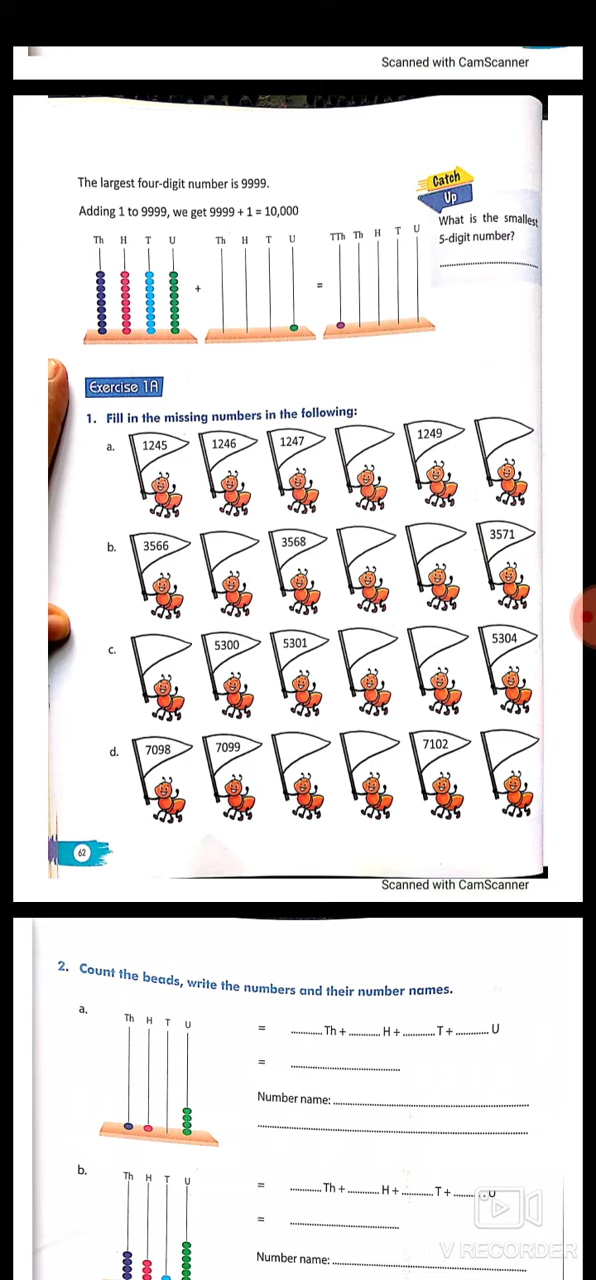 Scanned with CamScanner
The largest four-digit number is 9999.
Adding 1 to 9999, we get 9999 + 1 = 10,000
Catch
Up
What is the smallest
5-digit number?
Th H T U
+
Th H T U
=
TTh Th H T U
Exercise 1A
1. Fill in the missing numbers in the following:
a. 1245 1246 1247 1249
b. 3566 3568 3571
c. 5300 5301 5304
d. 7098 7099 7102
62
Scanned with CamScanner
2. Count the beads, write the numbers and their number names.
a.
Th H T U
= ............Th + ............H + ............T + ............ U
= ........................................
Number name: ........................................
b.
Th H T U
= ............Th + ............H + ............T + ............ U
= ........................................
Number name: ........................................
V RECORDER